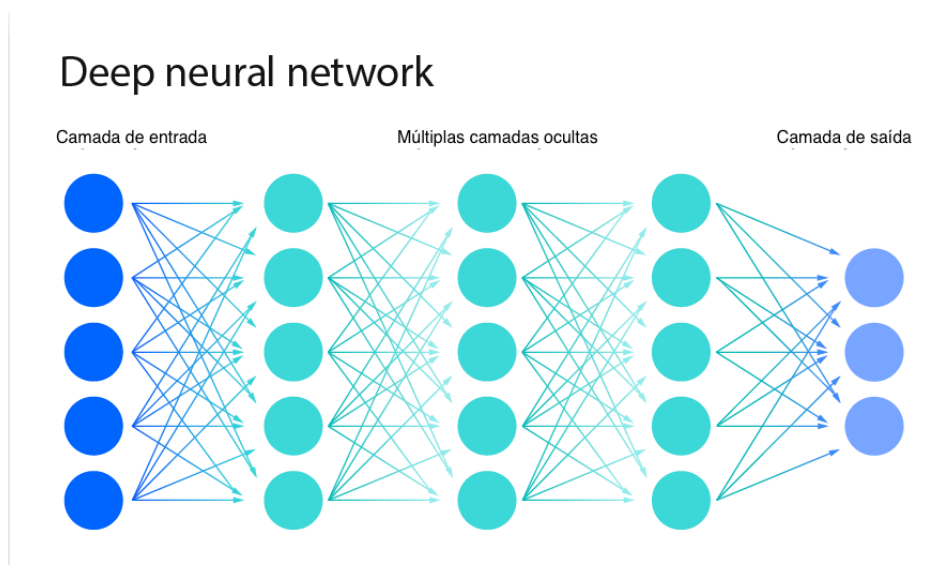 Deep neural network
Camada de entrada
Múltiplas camadas ocultas
Camada de saída